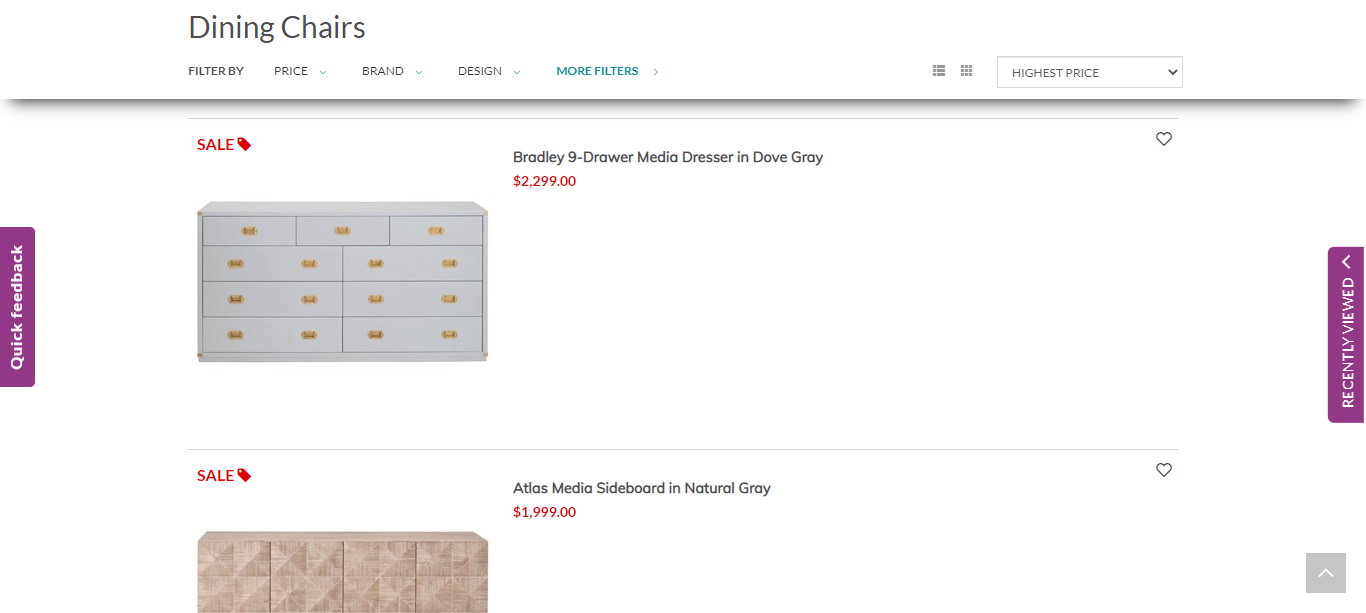 Dining Chairs
FILTER BY PRICE BRAND DESIGN MORE FILTERS HIGHEST PRICE
SALE
Bradley 9-Drawer Media Dresser in Dove Gray
$2,299.00
Quick feedback
RECENTLY VIEWED
SALE
Atlas Media Sideboard in Natural Gray
$1,999.00